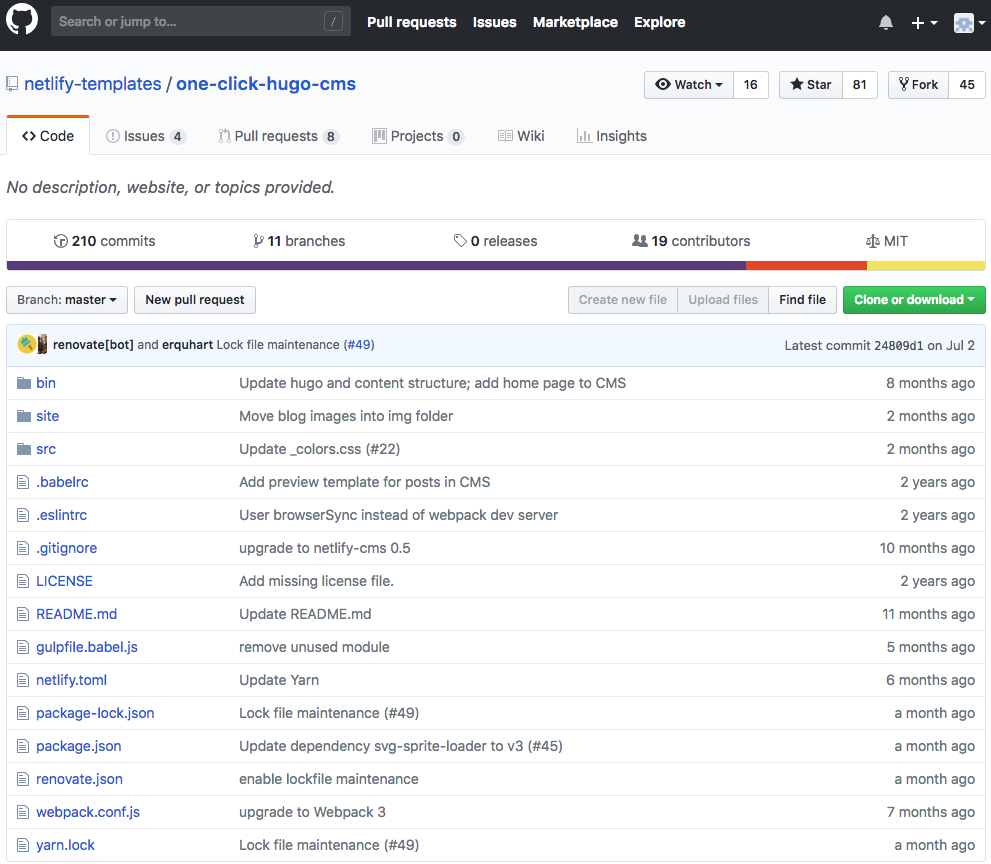 Search or jump to... /
Pull requests Issues Marketplace Explore
netlify-templates / one-click-hugo-cms
Watch 16 Star 81 Fork 45
Code Issues 4 Pull requests 8 Projects 0 Wiki Insights
No description, website, or topics provided.
210 commits 11 branches 0 releases 19 contributors MIT
Branch: master New pull request Create new file Upload files Find file Clone or download
renovate[bot] and erquhart Lock file maintenance (#49) Latest commit 24809d1 on Jul 2
bin Update hugo and content structure; add home page to CMS 8 months ago
site Move blog images into img folder 2 months ago
src Update _colors.css (#22) 2 months ago
.babelrc Add preview template for posts in CMS 2 years ago
.eslintrc User browserSync instead of webpack dev server 2 years ago
.gitignore upgrade to netlify-cms 0.5 10 months ago
LICENSE Add missing license file. 2 years ago
README.md Update README.md 11 months ago
gulpfile.babel.js remove unused module 5 months ago
netlify.toml Update Yarn 6 months ago
package-lock.json Lock file maintenance (#49) a month ago
package.json Update dependency svg-sprite-loader to v3 (#45) a month ago
renovate.json enable lockfile maintenance a month ago
webpack.conf.js upgrade to Webpack 3 7 months ago
yarn.lock Lock file maintenance (#49) a month ago